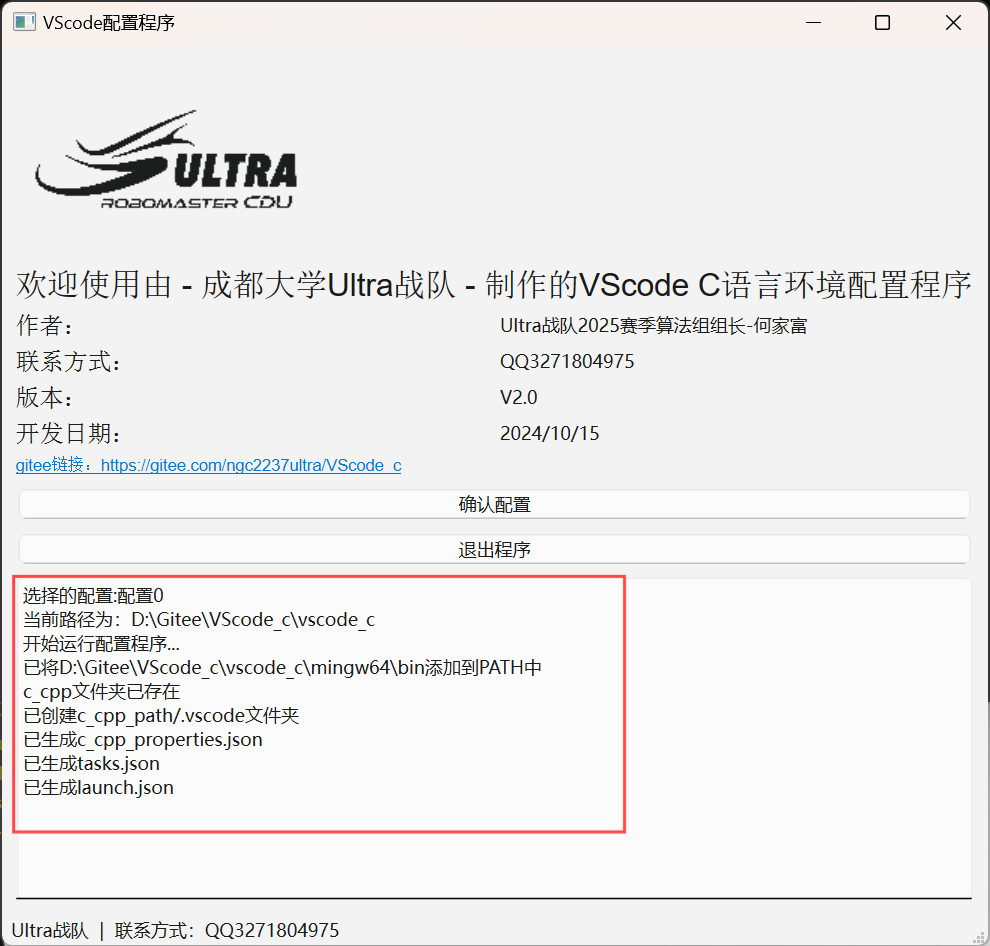 VScode配置程序
ULTRA
ROBOMASTER CDU
欢迎使用由 - 成都大学Ultra战队 - 制作的VScode C语言环境配置程序
作者： Ultra战队2025赛季算法组组长-何家富
联系方式： QQ3271804975
版本： V2.0
开发日期： 2024/10/15
gitee链接：https://gitee.com/ngc2237ultra/VScode_c
确认配置
退出程序
选择的配置:配置0
当前路径为：D:\Gitee\VScode_c\vscode_c
开始运行配置程序...
已将D:\Gitee\VScode_c\vscode_c\mingw64\bin添加到PATH中
c_cpp文件夹已存在
已创建c_cpp_path/.vscode文件夹
已生成c_cpp_properties.json
已生成tasks.json
已生成launch.json
Ultra战队 | 联系方式：QQ3271804975